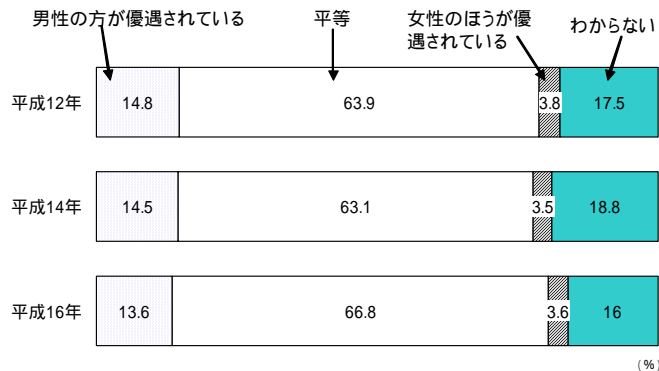 男性の方が優遇されている
平等
女性のほうが優
遇されている
わからない
平成12年
14.8
63.9
3.8
17.5
平成14年
14.5
63.1
3.5
18.8
平成16年
13.6
66.8
3.6
16
(%)